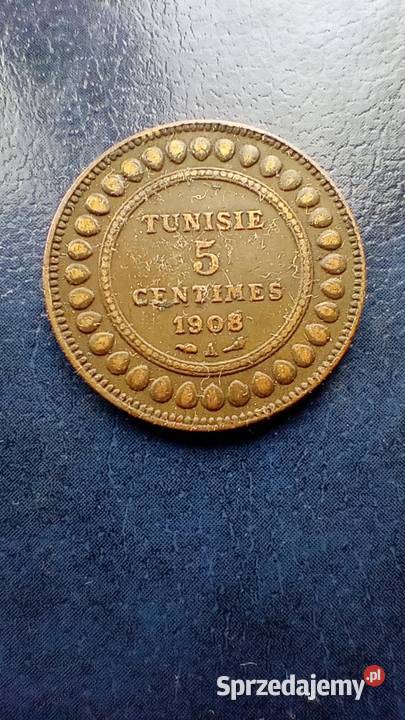 TUNISIE
5
CENTIMES
1908
A
Sprzedajemy.pl